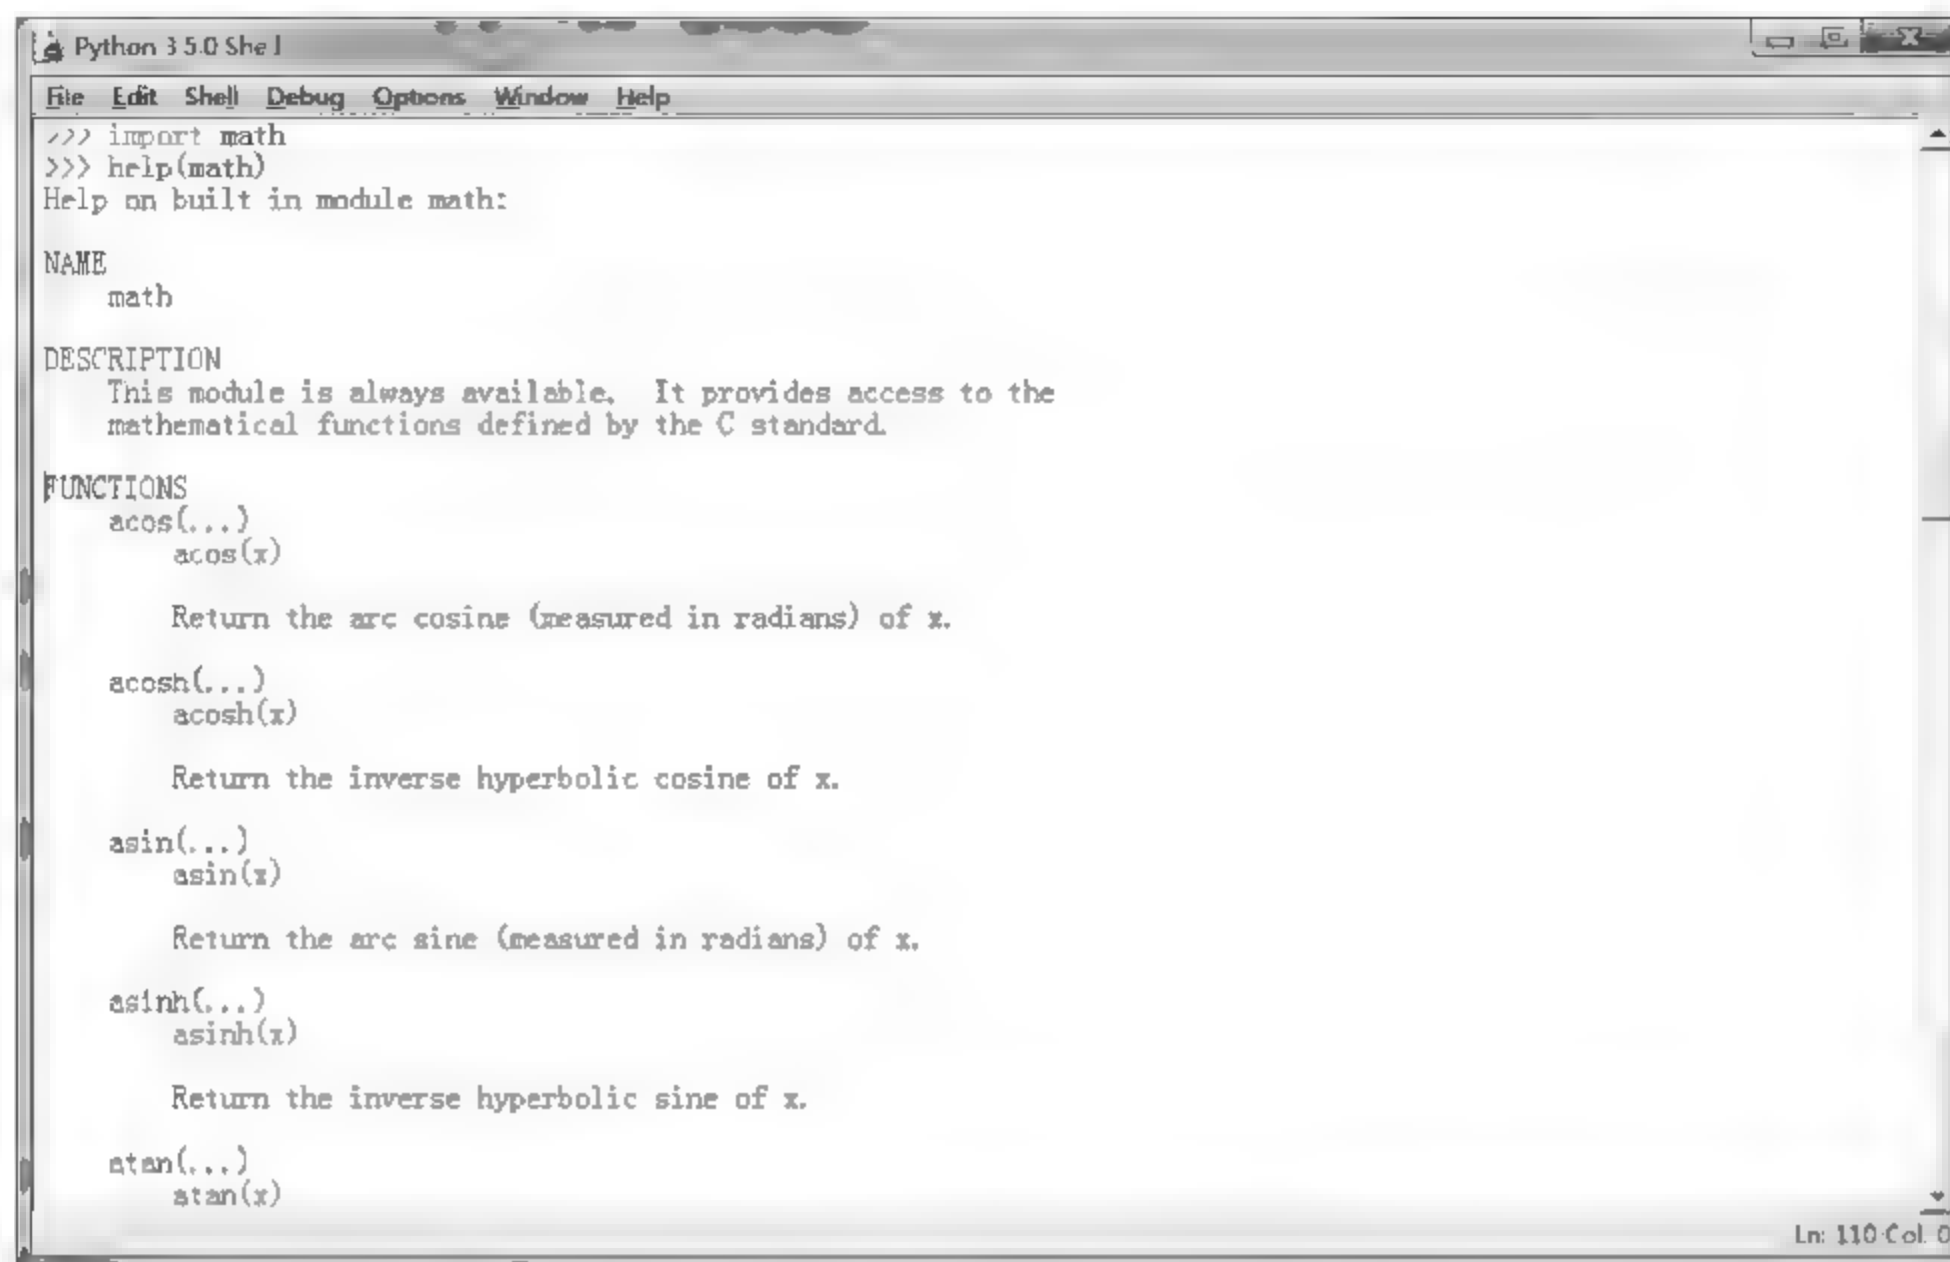 Python 3.5.0 Shell
File Edit Shell Debug Options Window Help
>>> import math
>>> help(math)
Help on built in module math:
NAME
math
DESCRIPTION
This module is always available. It provides access to the
mathematical functions defined by the C standard.
FUNCTIONS
acos(...)
acos(x)
Return the arc cosine (measured in radians) of x.
acosh(...)
acosh(x)
Return the inverse hyperbolic cosine of x.
asin(...)
asin(x)
Return the arc sine (measured in radians) of x.
asinh(...)
asinh(x)
Return the inverse hyperbolic sine of x.
atan(...)
atan(x)
Ln: 110 Col: 0